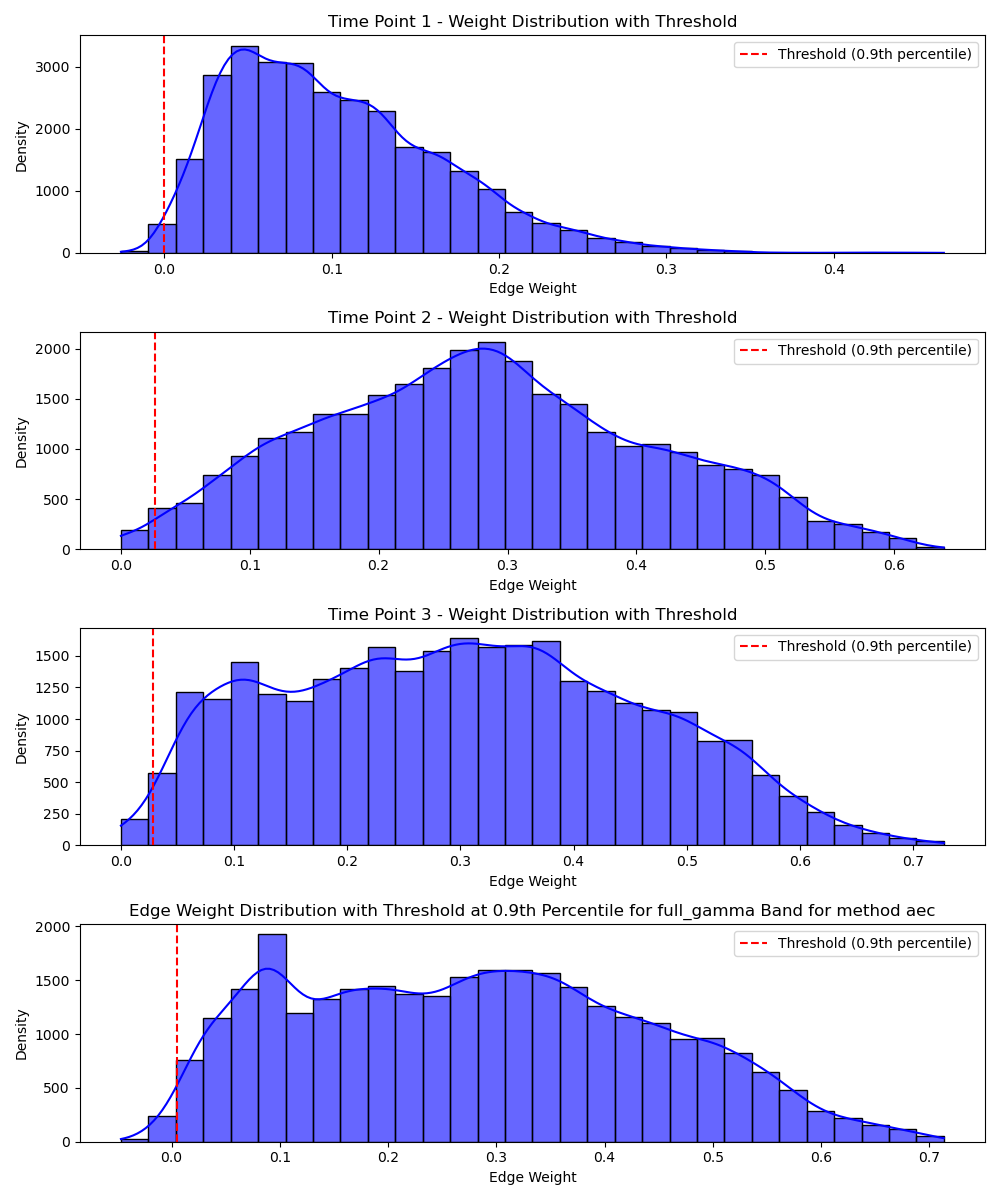 Time Point 1 - Weight Distribution with Threshold
Threshold (0.9th percentile)
Density
3000
2000
1000
0
0.0 0.1 0.2 0.3 0.4
Edge Weight
Time Point 2 - Weight Distribution with Threshold
Threshold (0.9th percentile)
Density
2000
1500
1000
500
0
0.0 0.1 0.2 0.3 0.4 0.5 0.6
Edge Weight
Time Point 3 - Weight Distribution with Threshold
Threshold (0.9th percentile)
Density
1500
1250
1000
750
500
250
0
0.0 0.1 0.2 0.3 0.4 0.5 0.6 0.7
Edge Weight
Edge Weight Distribution with Threshold at 0.9th Percentile for full_gamma Band for method aec
Threshold (0.9th percentile)
Density
2000
1500
1000
500
0
0.0 0.1 0.2 0.3 0.4 0.5 0.6 0.7
Edge Weight